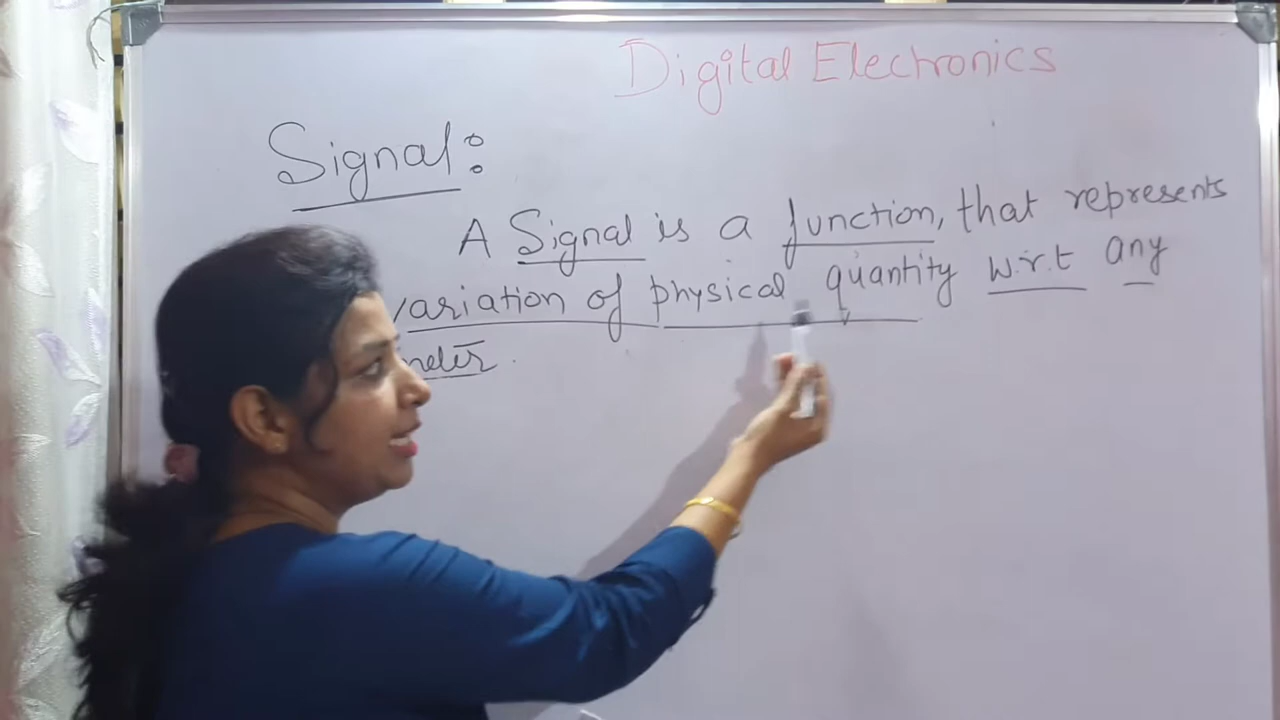 Digital Electronics
Signal:
A Signal is a function, that represents
variation of physical quantity w.r.t any